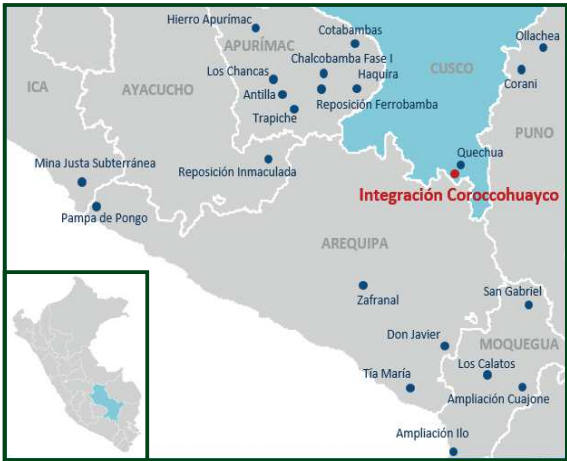 Hierro Apurímac
Cotabambas
Ollachea
APURÍMAC
Chalcobamba Fase I
CUSCO
Los Chancas
Haquira
Corani
ICA
AYACUCHO
Antilla
Reposición Ferrobamba
Trapiche
PUNO
Quechua
Mina Justa Subterránea
Reposición Inmaculada
Integración Coroccohuayco
Pampa de Pongo
AREQUIPA
Zafranal
San Gabriel
Don Javier
MOQUEGUA
Los Calatos
Tía María
Ampliación Cuajone
Ampliación Ilo